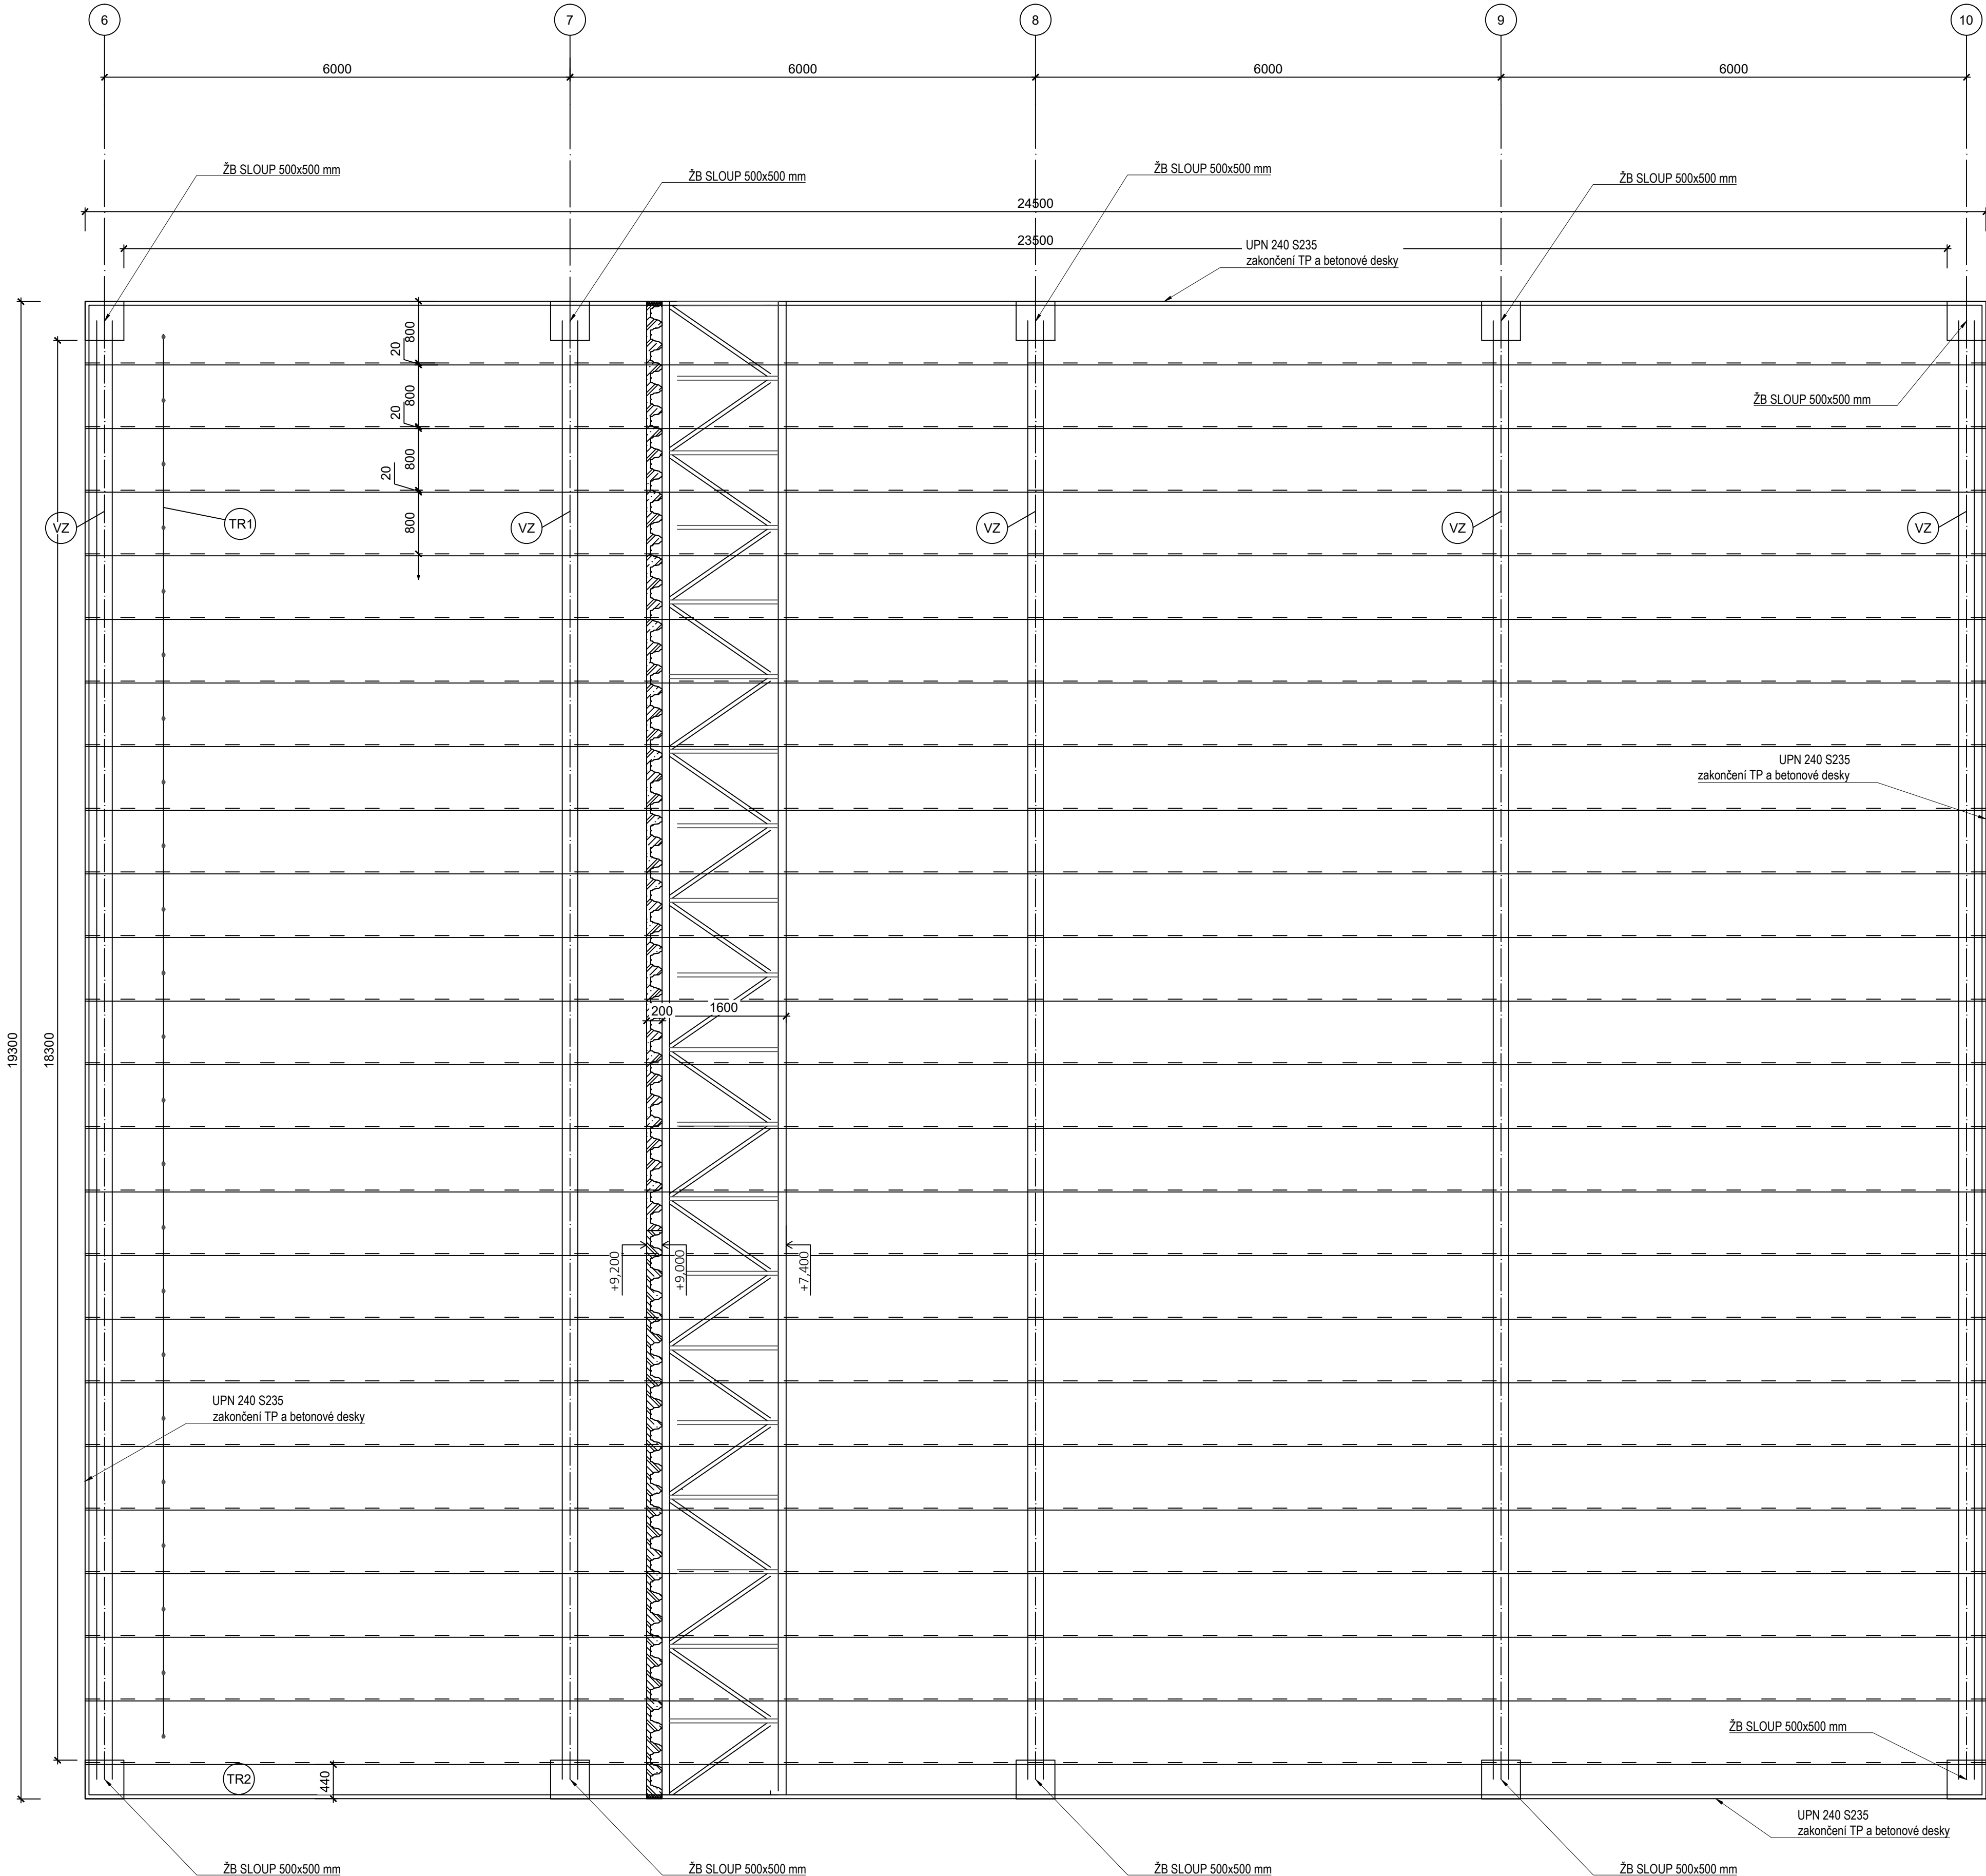 6
7
8
9
10
6000
6000
6000
6000
ŽB SLOUP 500x500 mm
ŽB SLOUP 500x500 mm
ŽB SLOUP 500x500 mm
ŽB SLOUP 500x500 mm
24500
23500
UPN 240 S235
zakončení TP a betonové desky
800
20
800
20
800
20
800
ŽB SLOUP 500x500 mm
VZ
TR1
VZ
VZ
VZ
VZ
UPN 240 S235
zakončení TP a betonové desky
200
1600
19300
18300
+9,200
+9,000
+7,400
UPN 240 S235
zakončení TP a betonové desky
ŽB SLOUP 500x500 mm
TR2
440
UPN 240 S235
zakončení TP a betonové desky
ŽB SLOUP 500x500 mm
ŽB SLOUP 500x500 mm
ŽB SLOUP 500x500 mm
ŽB SLOUP 500x500 mm